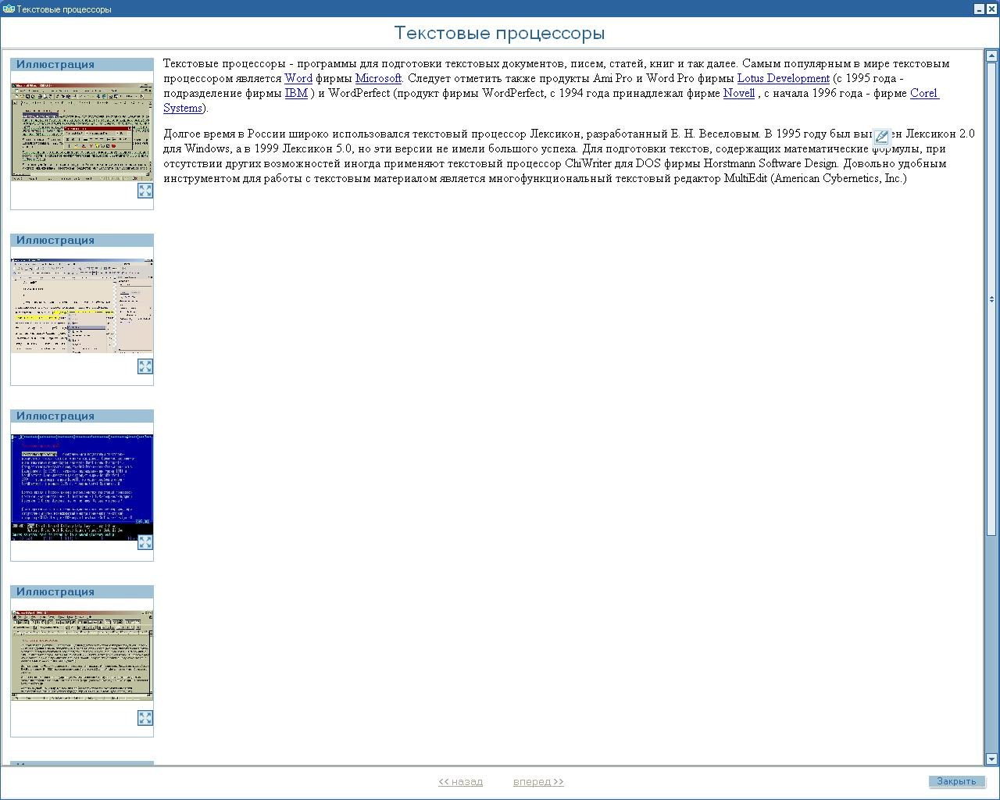 Текстовые процессоры
Текстовые процессоры
Иллюстрация
Текстовые процессоры - программы для подготовки текстовых документов, писем, статей, книг и так далее. Самым популярным в мире текстовым
процессором является Word фирмы Microsoft. Следует отметить также продукты Ami Pro и Word Pro фирмы Lotus Development (с 1995 года -
подразделение фирмы IBM ) и WordPerfect (продукт фирмы WordPerfect, с 1994 года принадлежал фирме Novell , с начала 1996 года - фирме Corel
Systems).
Долгое время в России широко использовался текстовый процессор Лексикон, разработанный Е. Н. Веселовым. В 1995 году был Лексикон 2.0
для Windows, а в 1999 Лексикон 5.0, но эти версии не имели большого успеха. Для подготовки текстов, содержащих математические формулы, при
отсутствии других возможностей иногда применяют текстовый процессор ChiWriter для DOS фирмы Horstmann Software Design. Довольно удобным
инструментом для работы с текстовым материалом является многофункциональный текстовый редактор MultiEdit (American Cybernetics, Inc.)
Иллюстрация
Иллюстрация
Иллюстрация
<< назад
вперед >>
Закрыть